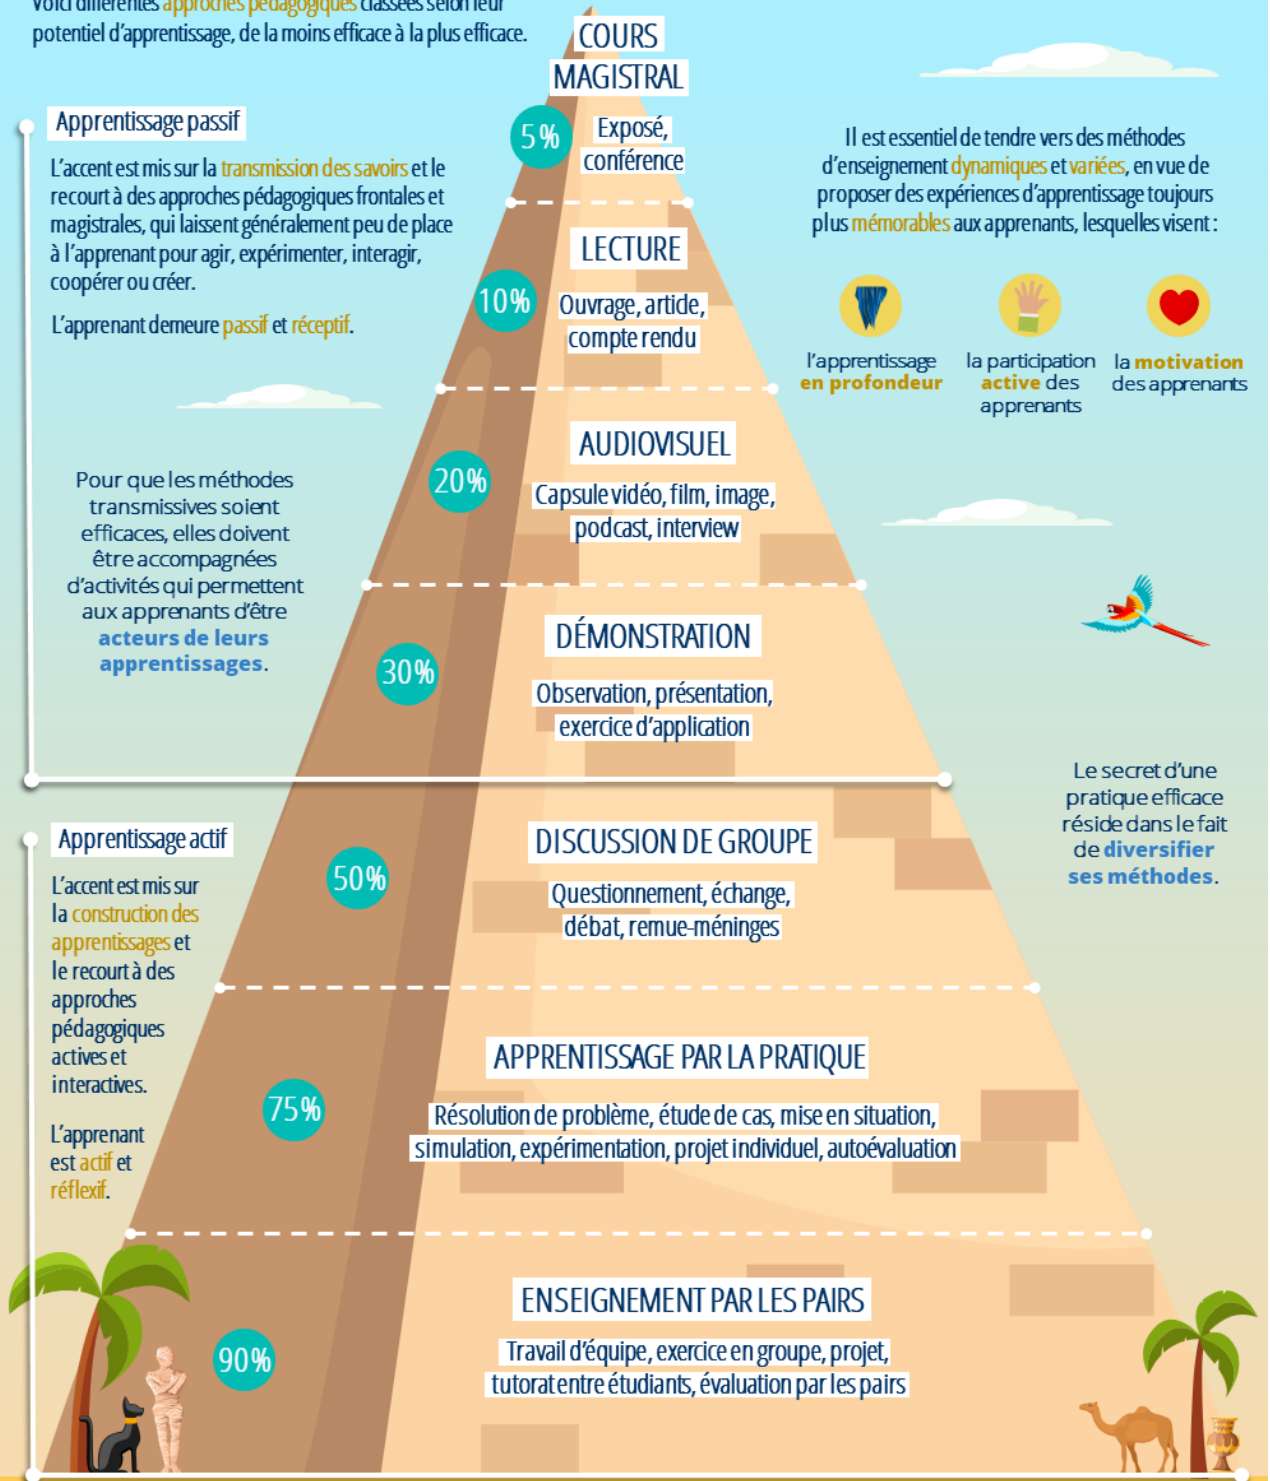 Voici différentes approches pédagogiques classées selon leur
potentiel d'apprentissage, de la moins efficace à la plus efficace.
COURS
MAGISTRAL
5%
Exposé,
conférence
Apprentissage passif
L'accent est mis sur la transmission des savoirs et le
recourt à des approches pédagogiques frontales et
magistrales, qui laissent généralement peu de place
à l'apprenant pour agir, expérimenter, interagir,
coopérer ou créer.
L'apprenant demeure passif et réceptif.
Il est essentiel de tendre vers des méthodes
d'enseignement dynamiques et variées, en vue de
proposer des expériences d'apprentissage toujours
plus mémorables aux apprenants, lesquelles visent :
l'apprentissage
en profondeur
la participation
active des
apprenants
la motivation
des apprenants
LECTURE
10%
Ouvrage, article,
compte rendu
AUDIOVISUEL
20%
Capsule vidéo, film, image,
podcast, interview
Pour que les méthodes
transmissives soient
efficaces, elles doivent
être accompagnées
d'activités qui permettent
aux apprenants d'être
acteurs de leurs
apprentissages.
DÉMONSTRATION
30%
Observation, présentation,
exercice d'application
Le secret d'une
pratique efficace
réside dans le fait
de diversifier
ses méthodes.
Apprentissage actif
L'accent est mis sur
la construction des
apprentissages et
le recourt à des
approches
pédagogiques
actives et
interactives.
L'apprenant
est actif et
réflexif.
DISCUSSION DE GROUPE
50%
Questionnement, échange,
débat, remue-méninges
APPRENTISSAGE PAR LA PRATIQUE
75%
Résolution de problème, étude de cas, mise en situation,
simulation, expérimentation, projet individuel, autoévaluation
ENSEIGNEMENT PAR LES PAIRS
90%
Travail d'équipe, exercice en groupe, projet,
tutorat entre étudiants, évaluation par les pairs